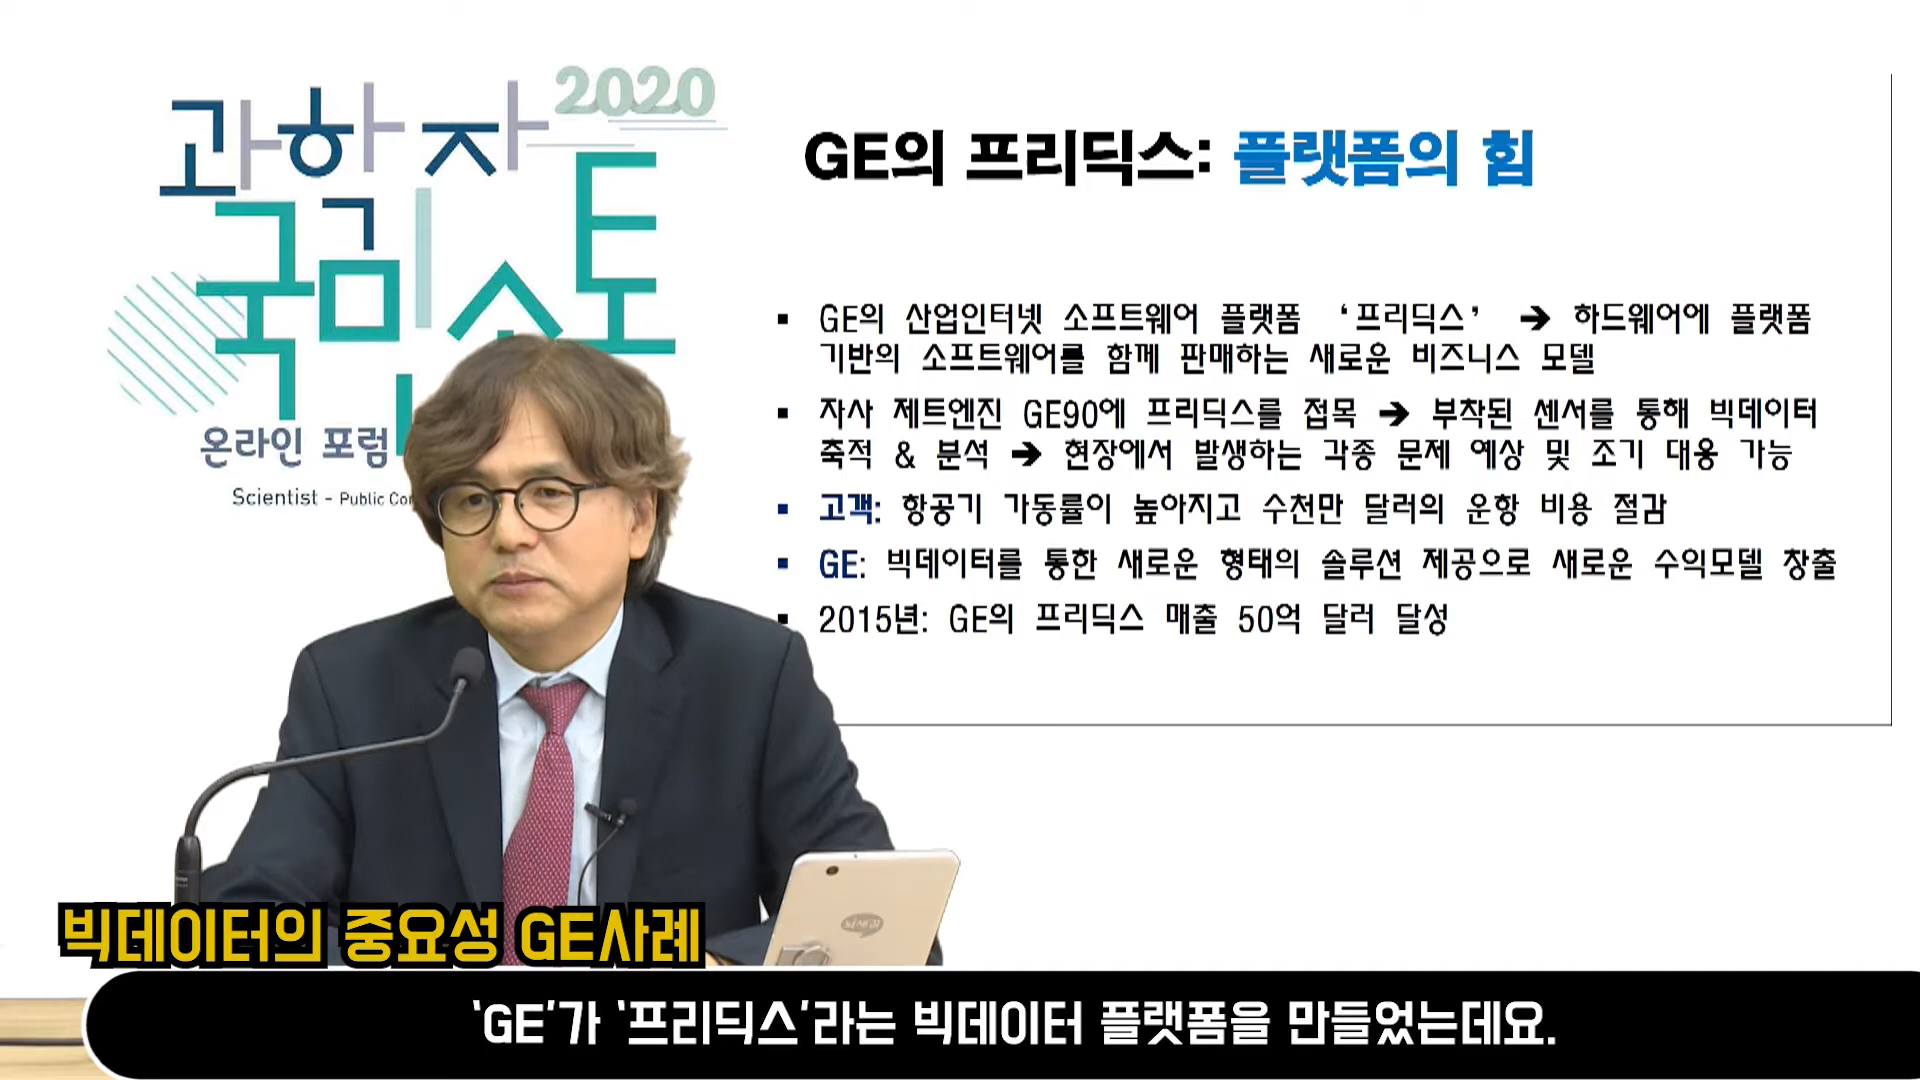 2020
과학자
국민소통
온라인 포럼
Scientist - Public
GE의 프리딕스: 플랫폼의 힘
▪ GE의 산업인터넷 소프트웨어 플랫폼 ‘프리딕스’ ➔ 하드웨어에 플랫폼
기반의 소프트웨어를 함께 판매하는 새로운 비즈니스 모델
▪ 자사 제트엔진 GE90에 프리딕스를 접목 ➔ 부착된 센서를 통해 빅데이터
축적 & 분석 ➔ 현장에서 발생하는 각종 문제 예상 및 조기 대응 가능
▪ 고객: 항공기 가동률이 높아지고 수천만 달러의 운항 비용 절감
▪ GE: 빅데이터를 통한 새로운 형태의 솔루션 제공으로 새로운 수익모델 창출
▪ 2015년: GE의 프리딕스 매출 50억 달러 달성
뇌새김
빅데이터의 중요성 GE사례
‘GE’가 ‘프리딕스’라는 빅데이터 플랫폼을 만들었는데요.